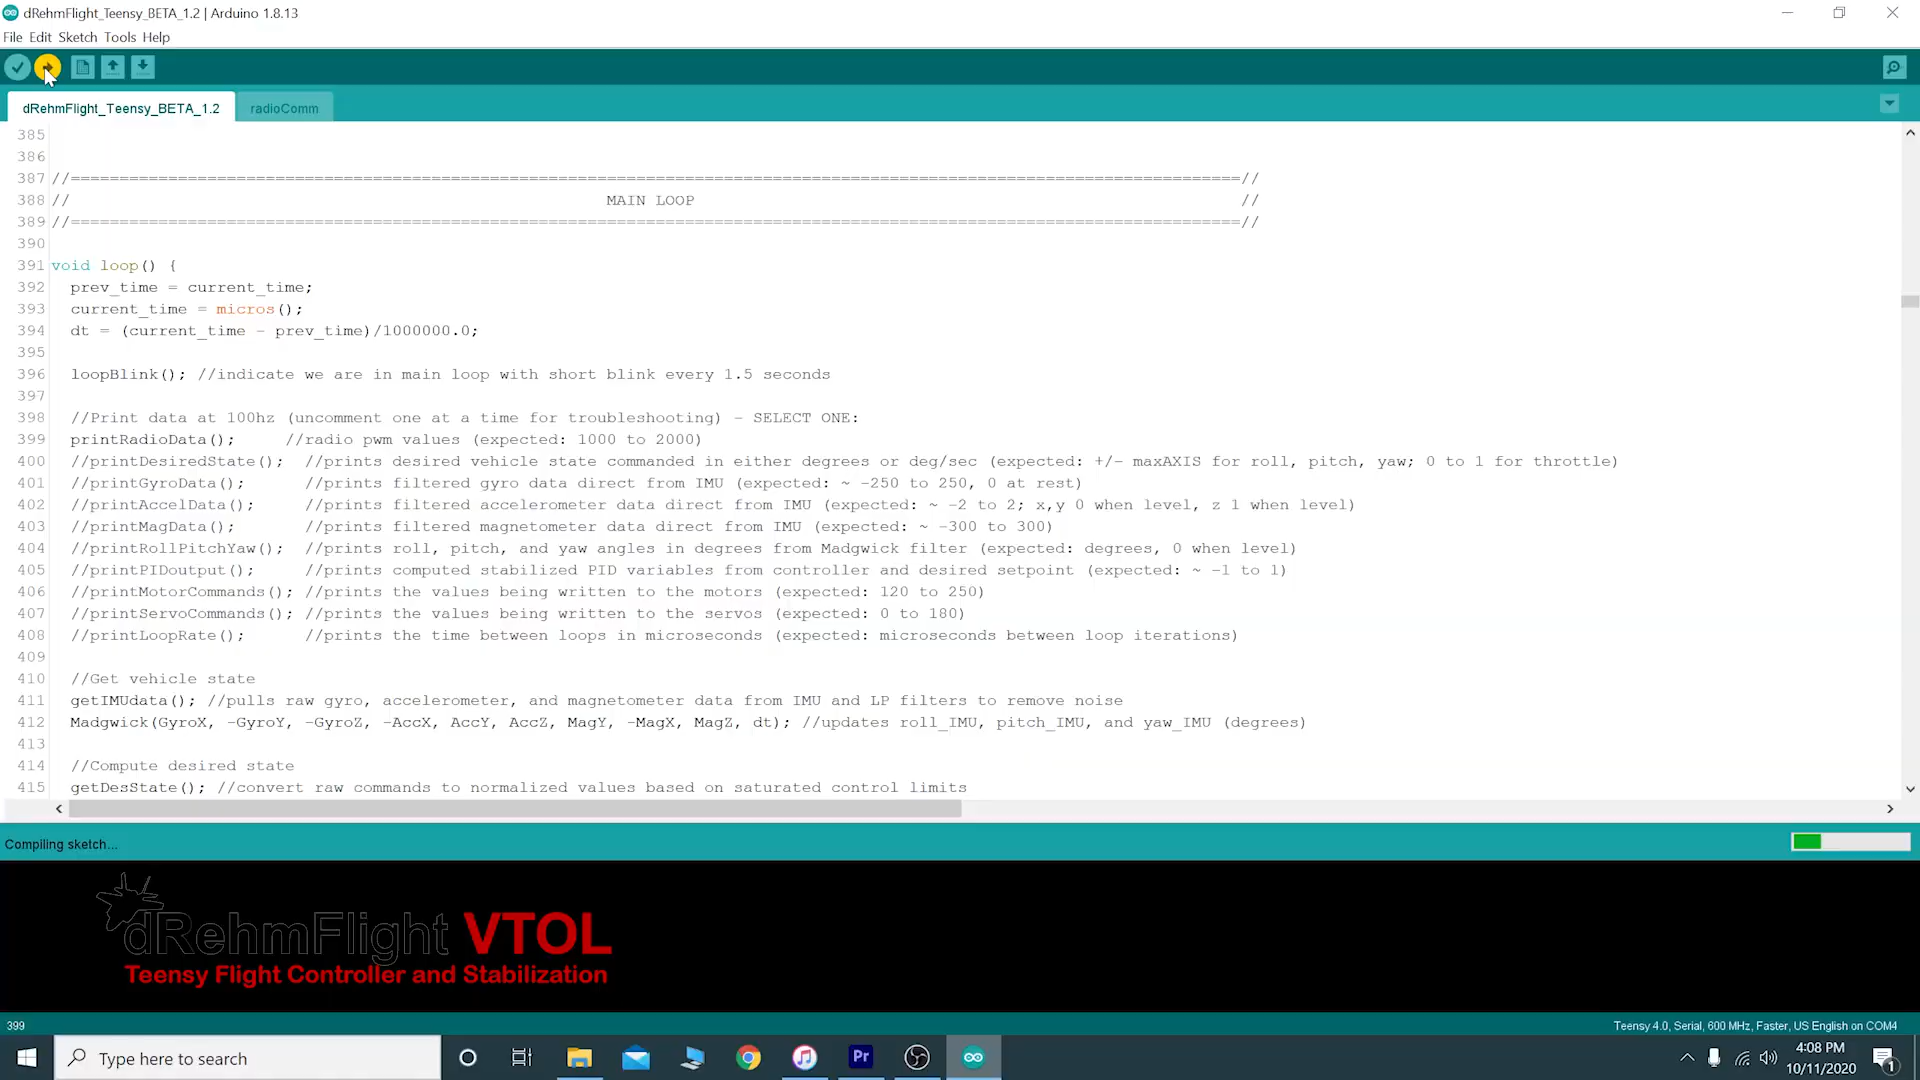 dRehmFlight_Teensy_BETA_1.2 | Arduino 1.8.13
File Edit Sketch Tools Help
dRehmFlight_Teensy_BETA_1.2 radioComm
385
386
387 //========================================================================================================================//
388 // MAIN LOOP //
389 //========================================================================================================================//
390
391 void loop() {
392 prev_time = current_time;
393 current_time = micros();
394 dt = (current_time - prev_time)/1000000.0;
395
396 loopBlink(); //indicate we are in main loop with short blink every 1.5 seconds
397
398 //Print data at 100hz (uncomment one at a time for troubleshooting) - SELECT ONE:
399 printRadioData(); //radio pwm values (expected: 1000 to 2000)
400 //printDesiredState(); //prints desired vehicle state commanded in either degrees or deg/sec (expected: +/- maxAXIS for roll, pitch, yaw; 0 to 1 for throttle)
401 //printGyroData(); //prints filtered gyro data direct from IMU (expected: ~ -250 to 250, 0 at rest)
402 //printAccelData(); //prints filtered accelerometer data direct from IMU (expected: ~ -2 to 2; x,y 0 when level, z 1 when level)
403 //printMagData(); //prints filtered magnetometer data direct from IMU (expected: ~ -300 to 300)
404 //printRollPitchYaw(); //prints roll, pitch, and yaw angles in degrees from Madgwick filter (expected: degrees, 0 when level)
405 //printPIDoutput(); //prints computed stabilized PID variables from controller and desired setpoint (expected: ~ -1 to 1)
406 //printMotorCommands(); //prints the values being written to the motors (expected: 120 to 250)
407 //printServoCommands(); //prints the values being written to the servos (expected: 0 to 180)
408 //printLoopRate(); //prints the time between loops in microseconds (expected: microseconds between loop iterations)
409
410 //Get vehicle state
411 getIMUdata(); //pulls raw gyro, accelerometer, and magnetometer data from IMU and LP filters to remove noise
412 Madgwick(GyroX, -GyroY, -GyroZ, -AccX, AccY, AccZ, MagY, -MagX, MagZ, dt); //updates roll_IMU, pitch_IMU, and yaw_IMU (degrees)
413
414 //Compute desired state
415 getDesState(); //convert raw commands to normalized values based on saturated control limits
Compiling sketch...
dRehmFlight VTOL
Teensy Flight Controller and Stabilization
399 Teensy 4.0, Serial, 600 MHz, Faster, US English on COM4
Type here to search
Pr
4:08 PM
10/11/2020
1